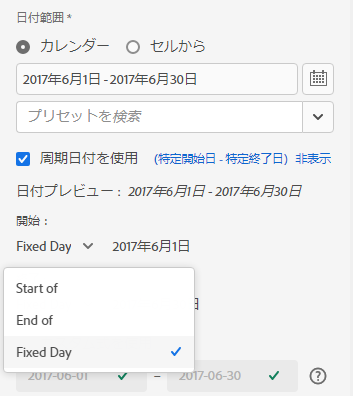 日付範囲 *
カレンダー セルから
2017年6月1日 - 2017年6月30日
プリセットを検索
周期日付を使用 (特定開始日 - 特定終了日) 非表示
日付プレビュー： 2017年6月1日 - 2017年6月30日
開始：
Fixed Day 2017年6月1日
Start of
End of
日
Fixed Day
2017-06-01 – 2017-06-30